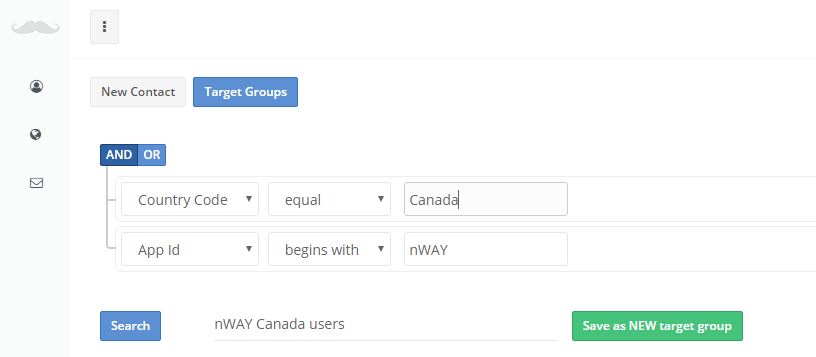 New Contact Target Groups
AND OR
Country Code equal Canada
App Id begins with nWAY
Search nWAY Canada users Save as NEW target group